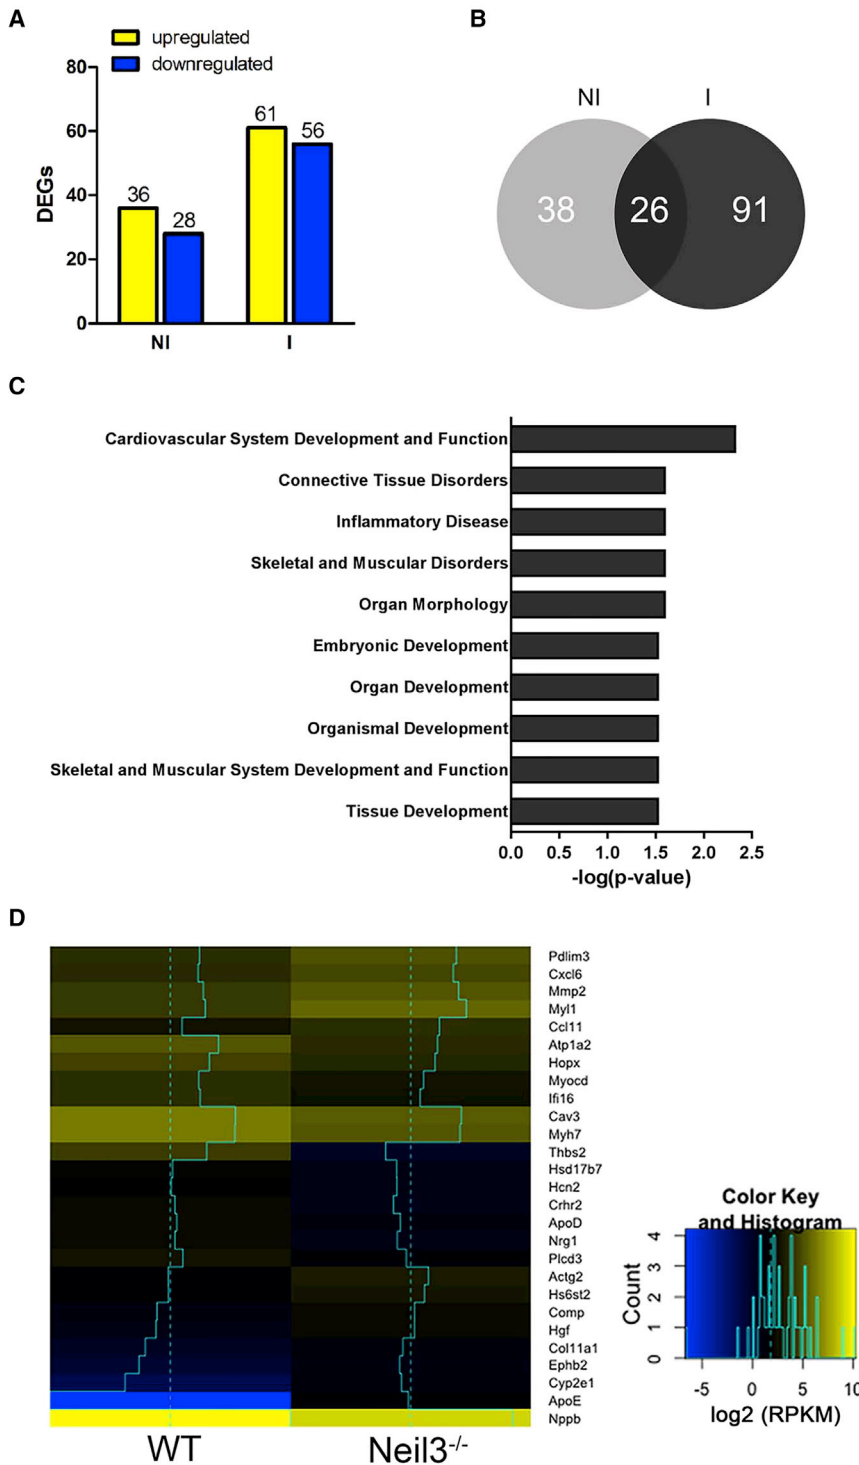 A
upregulated
downregulated
80
60
40
20
0
DEGs
36
28
61
56
NI
I
B
NI
I
38
26
91
C
Cardiovascular System Development and Function
Connective Tissue Disorders
Inflammatory Disease
Skeletal and Muscular Disorders
Organ Morphology
Embryonic Development
Organ Development
Organismal Development
Skeletal and Muscular System Development and Function
Tissue Development
0.0 0.5 1.0 1.5 2.0 2.5
-log(p-value)
D
Pdlim3
Cxcl6
Mmp2
Myl1
Ccl11
Atp1a2
Hopx
Myocd
Ifi16
Cav3
Myh7
Thbs2
Hsd17b7
Hcn2
Crhr2
ApoD
Nrg1
Plcd3
Actg2
Hs6st2
Comp
Hgf
Col11a1
Ephb2
Cyp2e1
ApoE
Nppb
WT
Neil3-/-
Color Key
and Histogram
Count
4
3
2
1
0
-5 0 5 10
log2 (RPKM)